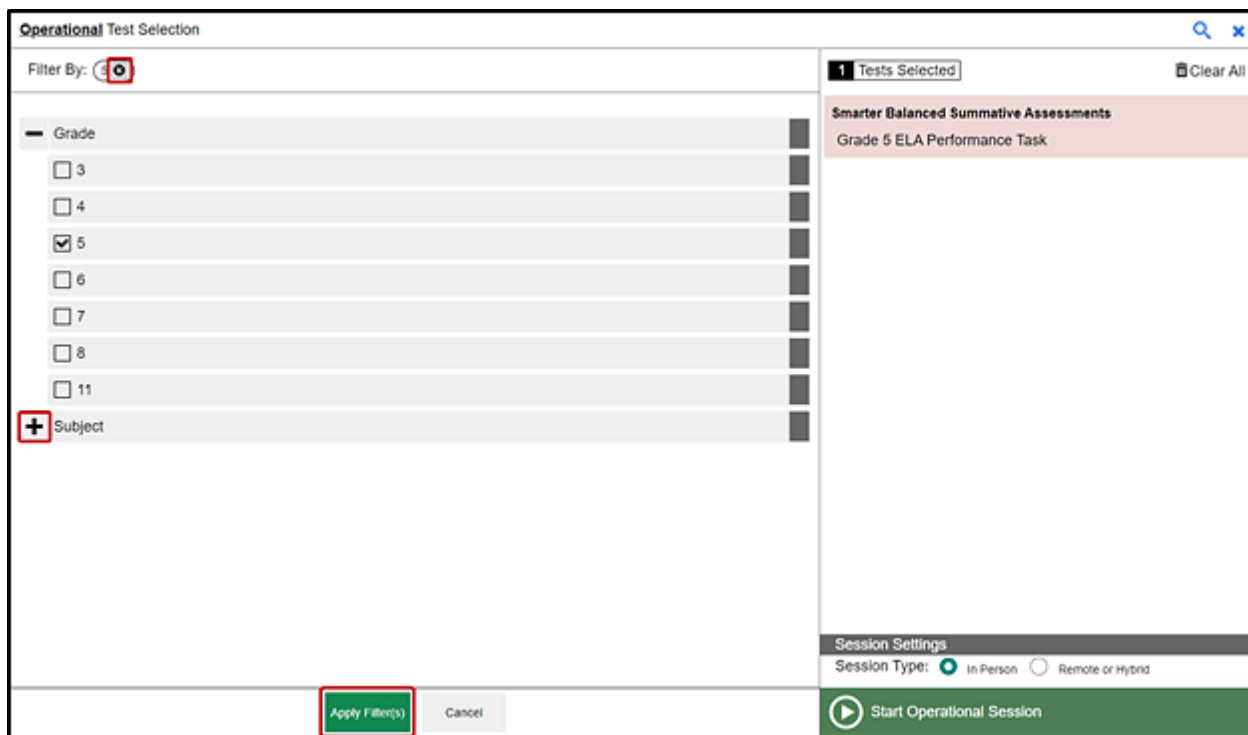 Operational Test Selection
Filter By: 5
Grade
3
4
5
6
7
8
11
Subject
Apply Filter(s)
Cancel
1 Tests Selected
Clear All
Smarter Balanced Summative Assessments
Grade 5 ELA Performance Task
Session Settings
Session Type: In Person Remote or Hybrid
Start Operational Session